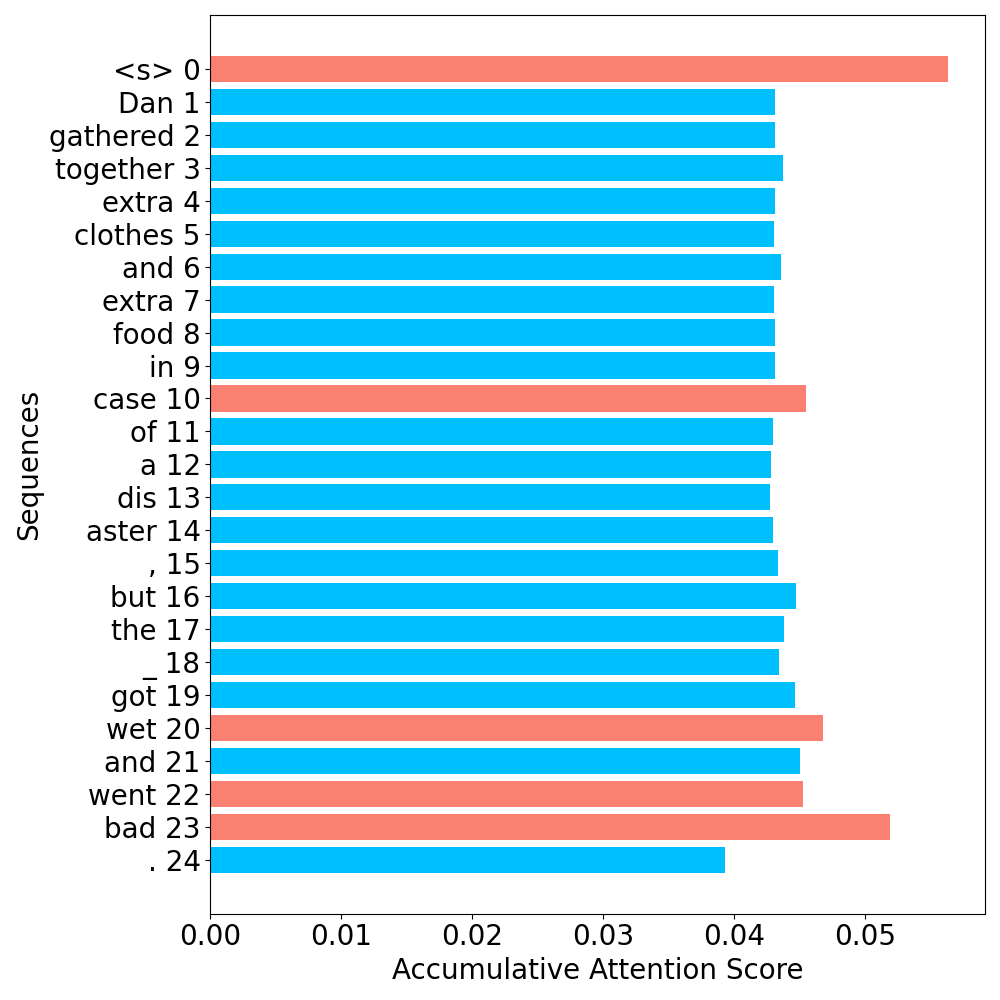 <s> 0
Dan 1
gathered 2
together 3
extra 4
clothes 5
and 6
extra 7
food 8
in 9
case 10
of 11
a 12
dis 13
aster 14
, 15
but 16
the 17
_ 18
got 19
wet 20
and 21
went 22
bad 23
. 24
Sequences
0.00 0.01 0.02 0.03 0.04 0.05
Accumulative Attention Score